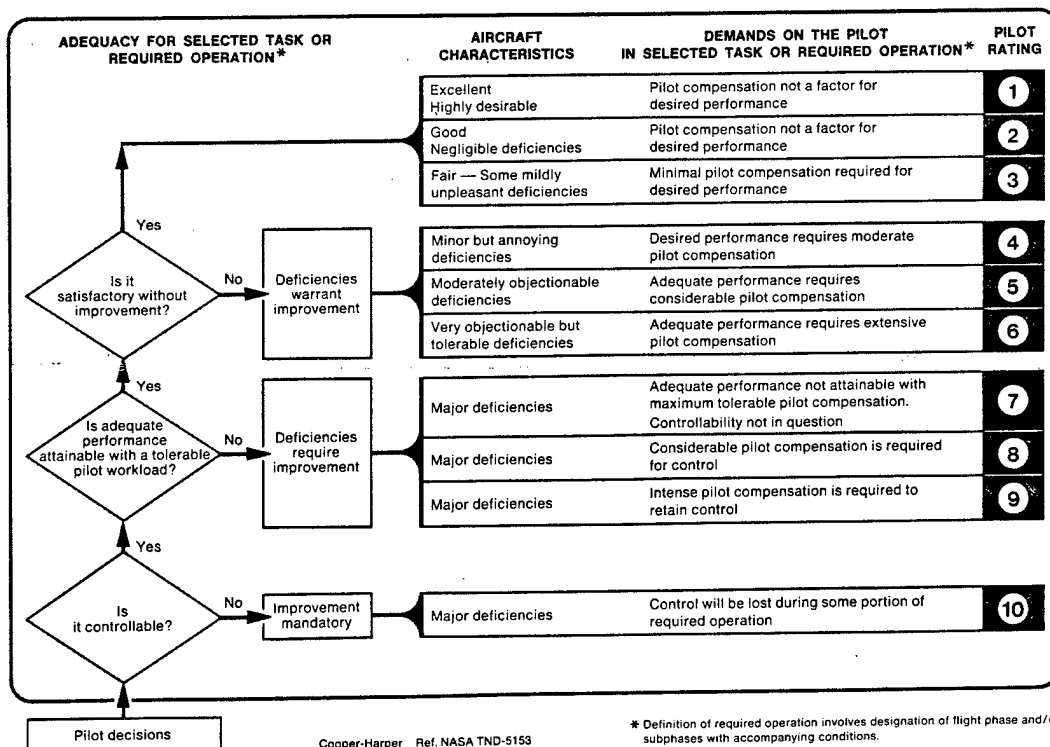 ADEQUACY FOR SELECTED TASK OR
REQUIRED OPERATION*
AIRCRAFT
CHARACTERISTICS
DEMANDS ON THE PILOT
IN SELECTED TASK OR REQUIRED OPERATION*
PILOT
RATING
Excellent
Highly desirable
Pilot compensation not a factor for
desired performance
1
Good
Negligible deficiencies
Pilot compensation not a factor for
desired performance
2
Fair — Some mildly
unpleasant deficiencies
Minimal pilot compensation required for
desired performance
3
Yes
Is it
satisfactory without
improvement?
No
Deficiencies
warrant
improvement
Minor but annoying
deficiencies
Desired performance requires moderate
pilot compensation
4
Moderately objectionable
deficiencies
Adequate performance requires
considerable pilot compensation
5
Very objectionable but
tolerable deficiencies
Adequate performance requires extensive
pilot compensation
6
Yes
Is adequate
performance
attainable with a tolerable
pilot workload?
No
Deficiencies
require
improvement
Major deficiencies
Adequate performance not attainable with
maximum tolerable pilot compensation.
Controllability not in question
7
Major deficiencies
Considerable pilot compensation is required
for control
8
Major deficiencies
Intense pilot compensation is required to
retain control
9
Yes
Is
it controllable?
No
Improvement
mandatory
Major deficiencies
Control will be lost during some portion of
required operation
10
Pilot decisions
Cooper-Harper Ref. NASA TND-5153
* Definition of required operation involves designation of flight phase and/
subphases with accompanying conditions.